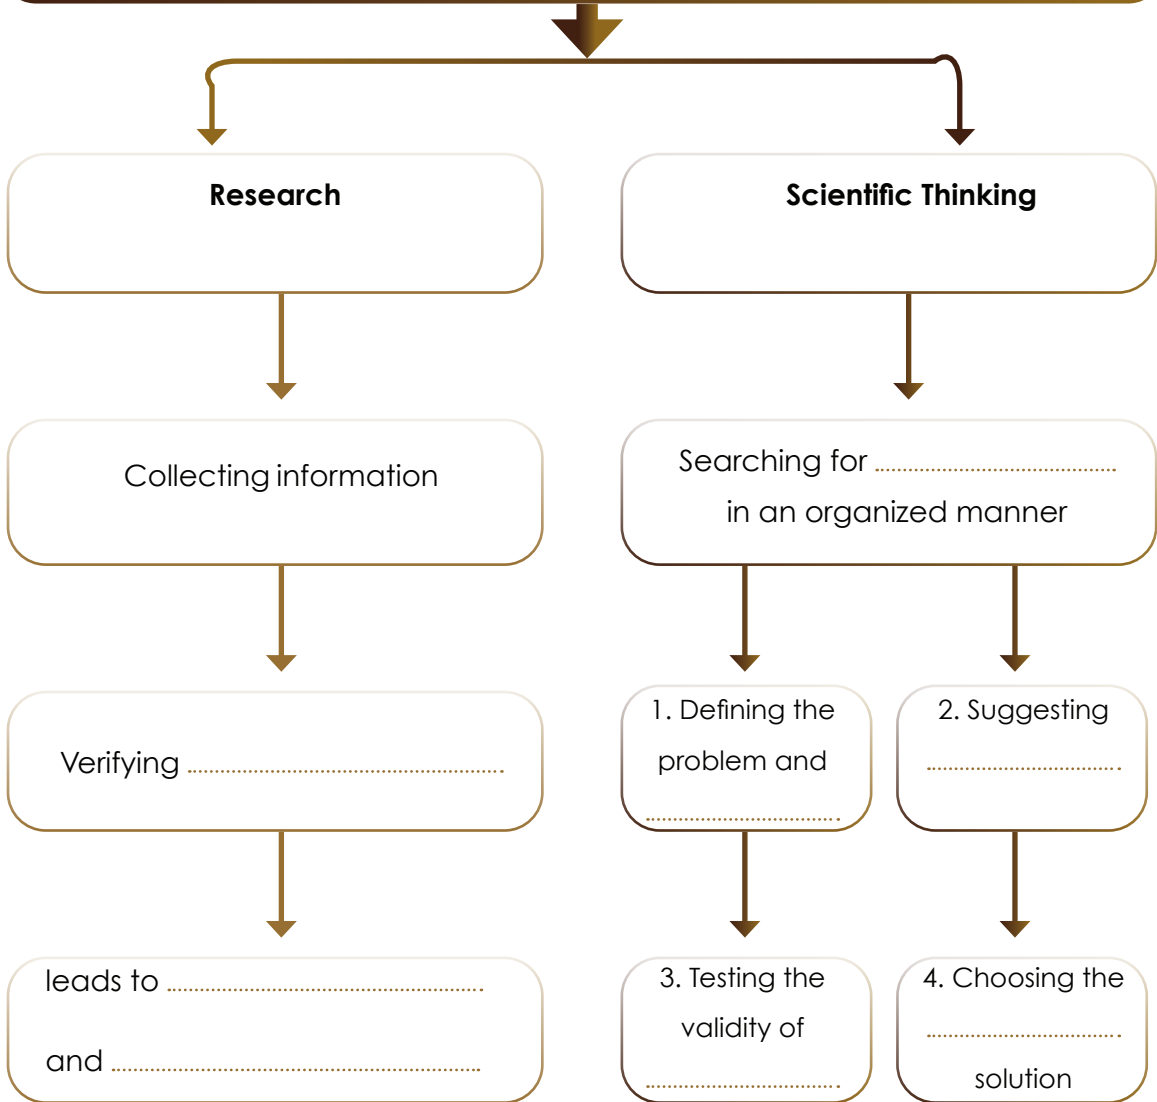 Research
Scientific Thinking
Collecting information
Searching for ........................................
in an organized manner
Verifying ....................................................
1. Defining the
problem and
................................
2. Suggesting
................................
leads to ....................................................
and .............................................................
3. Testing the
validity of
................................
4. Choosing the
................................
solution